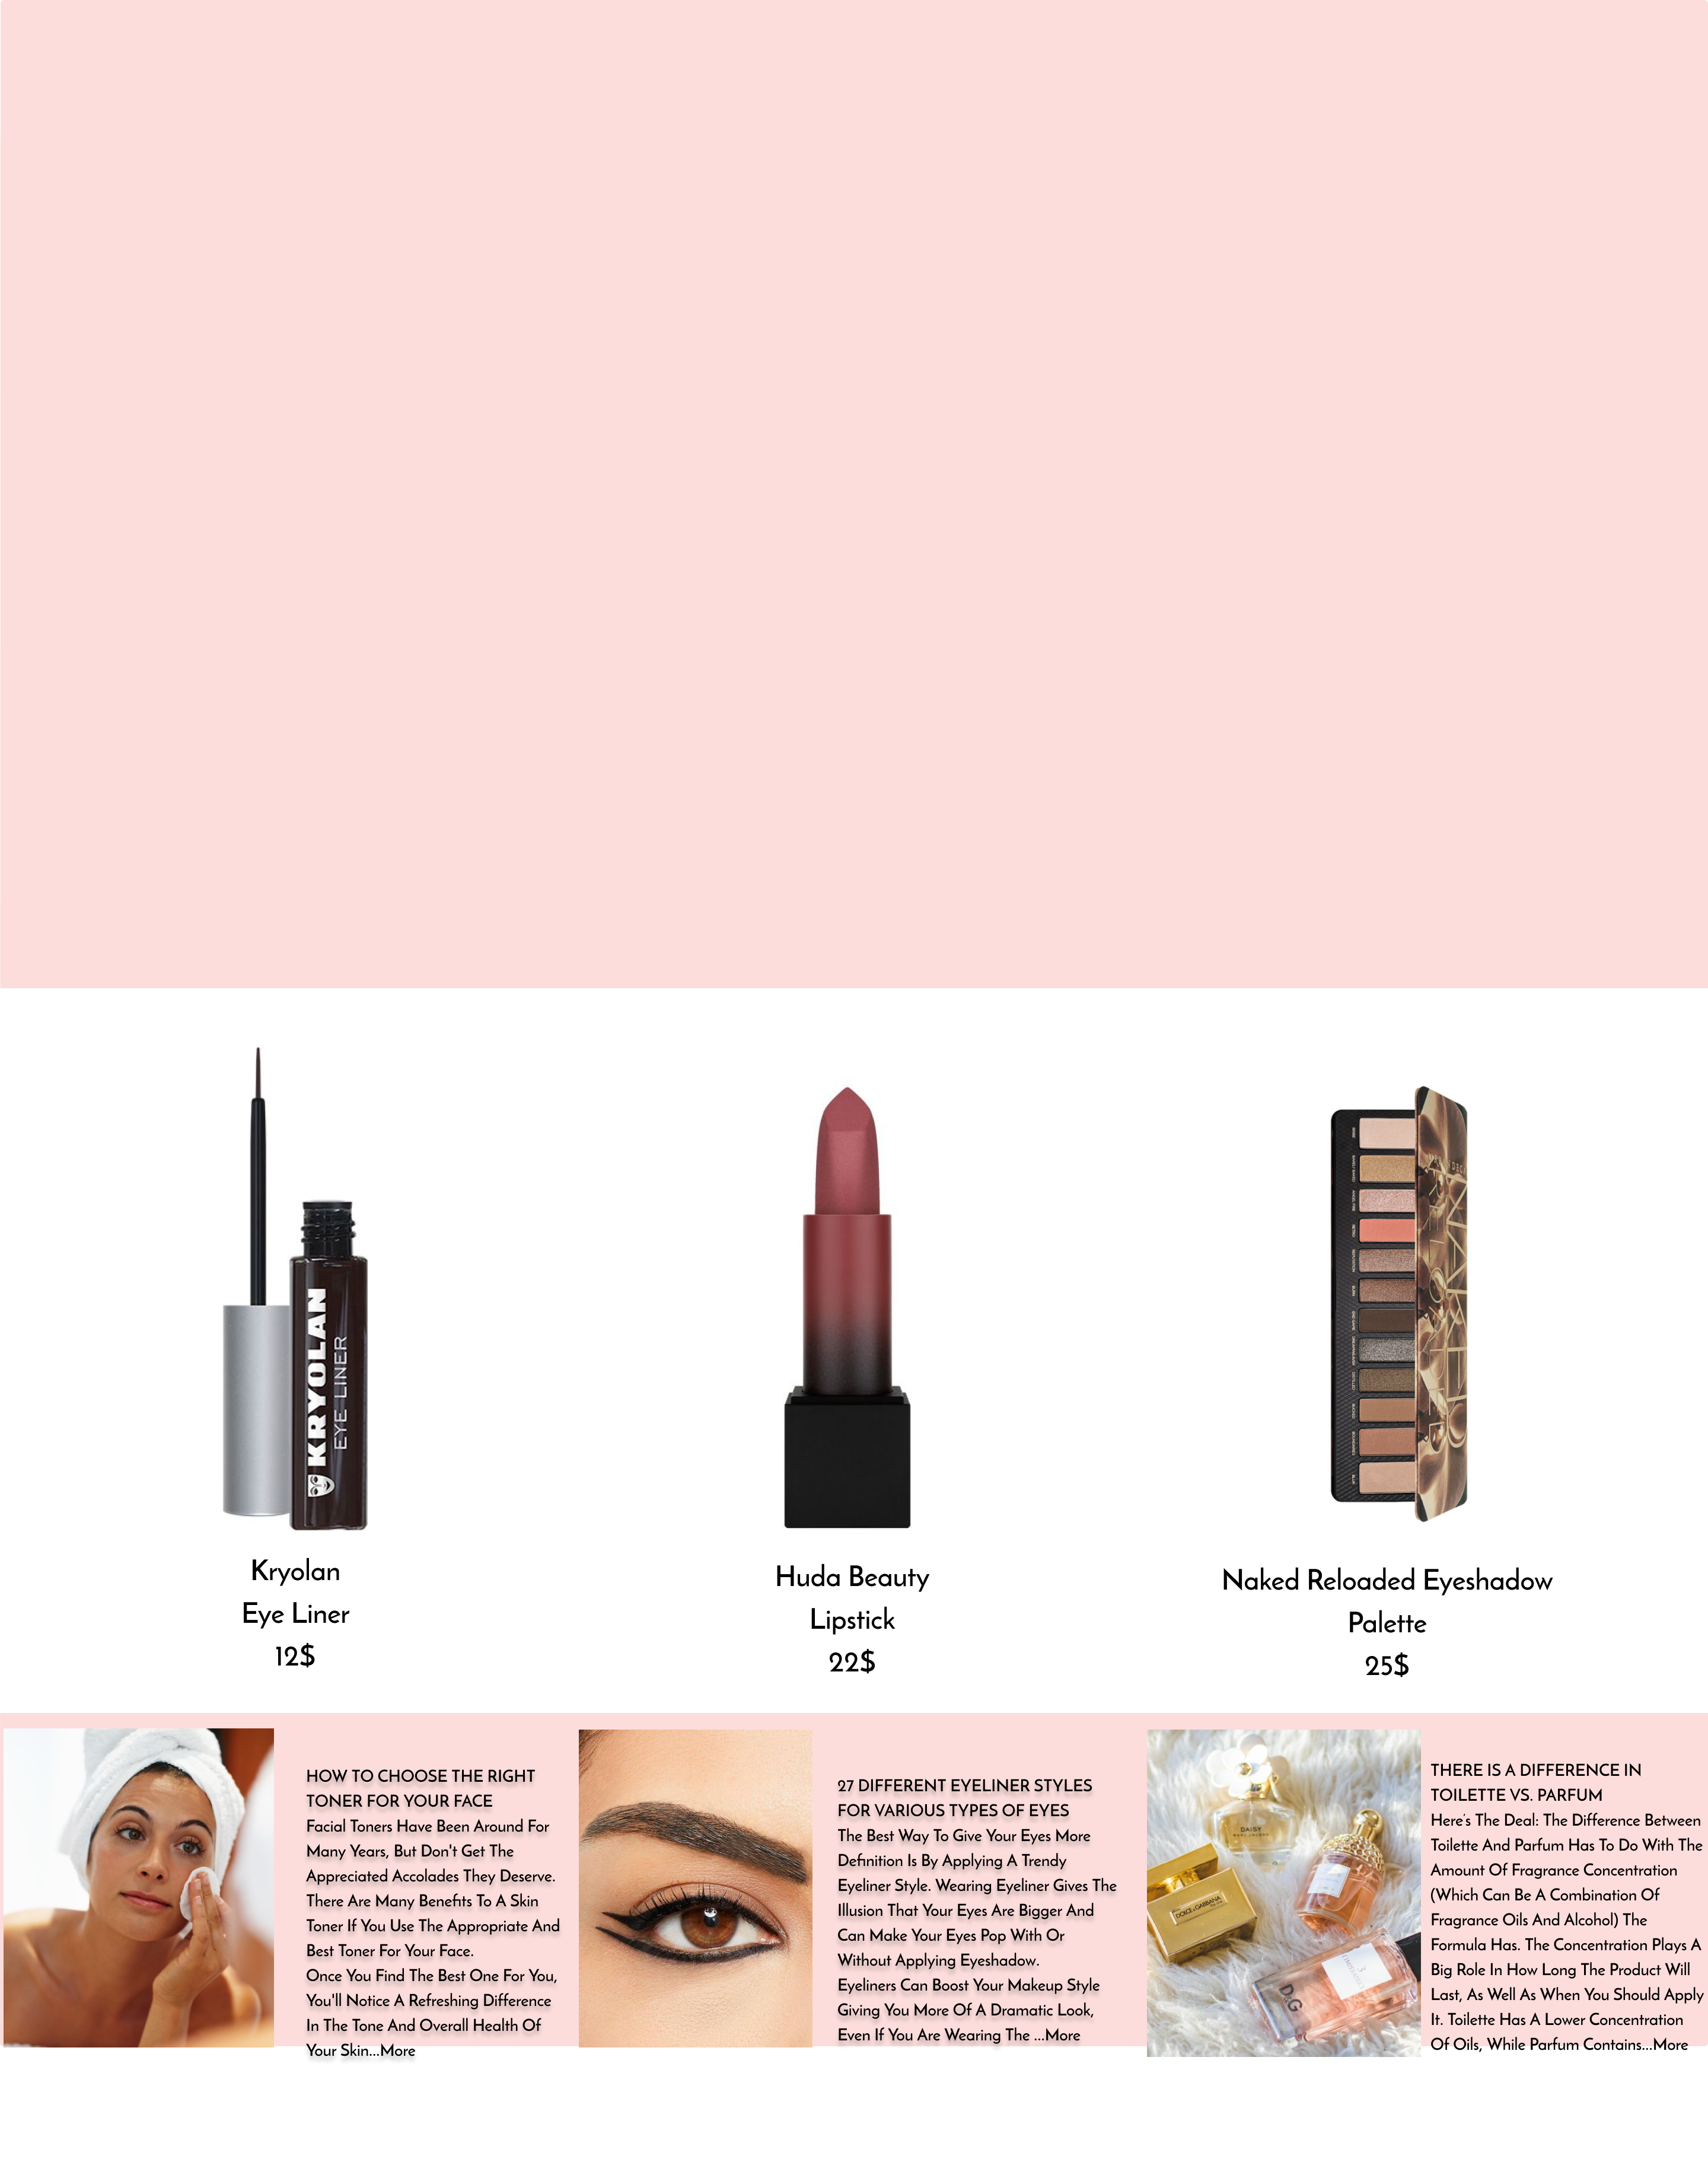 KRYOLAN
EYE LINER
NAKED
Kryolan
Eye Liner
12$
Huda Beauty
Lipstick
22$
Naked Reloaded Eyeshadow
Palette
25$
HOW TO CHOOSE THE RIGHT
TONER FOR YOUR FACE
Facial Toners Have Been Around For
Many Years, But Don't Get The
Appreciated Accolades They Deserve.
There Are Many Benefits To A Skin
Toner If You Use The Appropriate And
Best Toner For Your Face.
Once You Find The Best One For You,
You'll Notice A Refreshing Difference
In The Tone And Overall Health Of
Your Skin...More
27 DIFFERENT EYELINER STYLES
FOR VARIOUS TYPES OF EYES
The Best Way To Give Your Eyes More
Definition Is By Applying A Trendy
Eyeliner Style. Wearing Eyeliner Gives The
Illusion That Your Eyes Are Bigger And
Can Make Your Eyes Pop With Or
Without Applying Eyeshadow.
Eyeliners Can Boost Your Makeup Style
Giving You More Of A Dramatic Look,
Even If You Are Wearing The ...More
DAISY
MARC JACOBS
DOLCE & GABBANA
3
D&G
THERE IS A DIFFERENCE IN
TOILETTE VS. PARFUM
Here's The Deal: The Difference Between
Toilette And Parfum Has To Do With The
Amount Of Fragrance Concentration
(Which Can Be A Combination Of
Fragrance Oils And Alcohol) The
Formula Has. The Concentration Plays A
Big Role In How Long The Product Will
Last, As Well As When You Should Apply
It. Toilette Has A Lower Concentration
Of Oils, While Parfum Contains...More